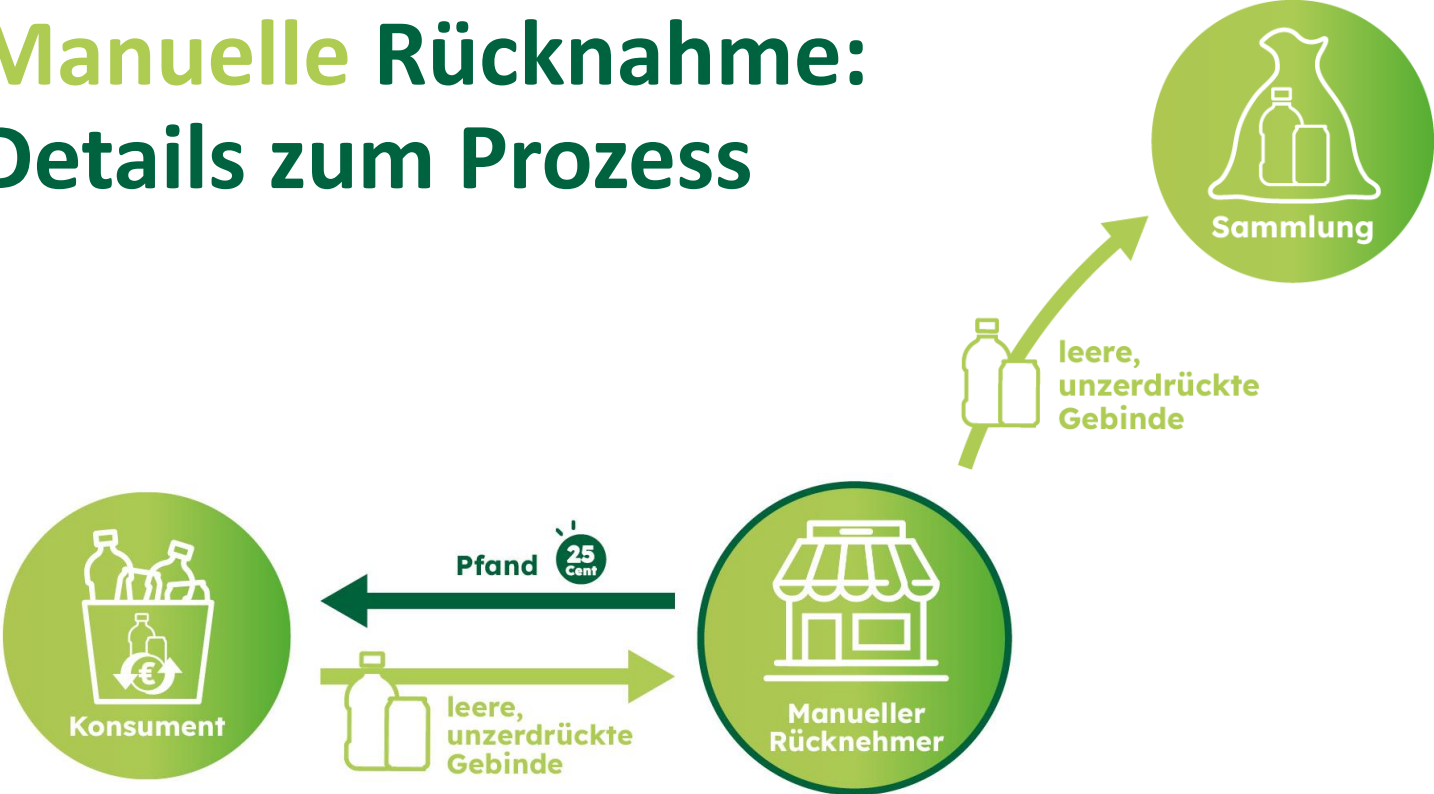 Manuelle Rücknahme:
Details zum Prozess
Sammlung
leere,
unzerdrückte
Gebinde
Pfand 25 Cent
€
Konsument
leere,
unzerdrückte
Gebinde
Manueller
Rücknehmer